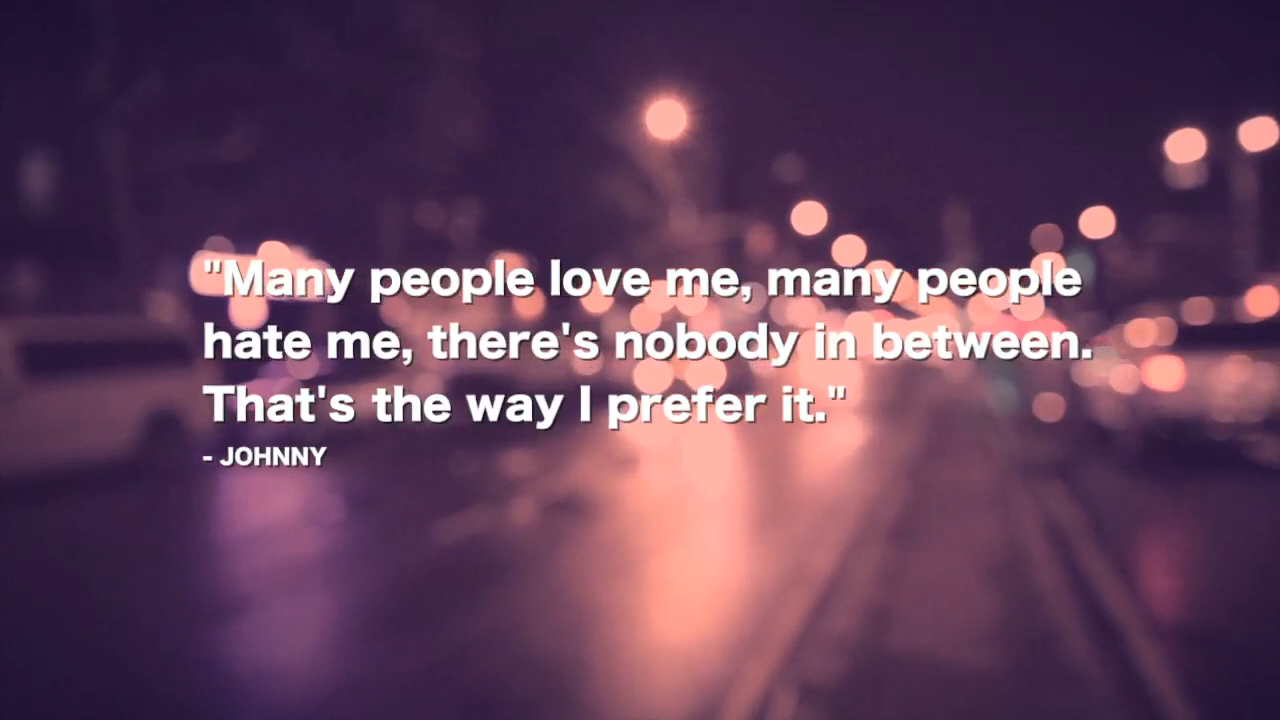 "Many people love me, many people
hate me, there's nobody in between.
That's the way I prefer it."
- JOHNNY